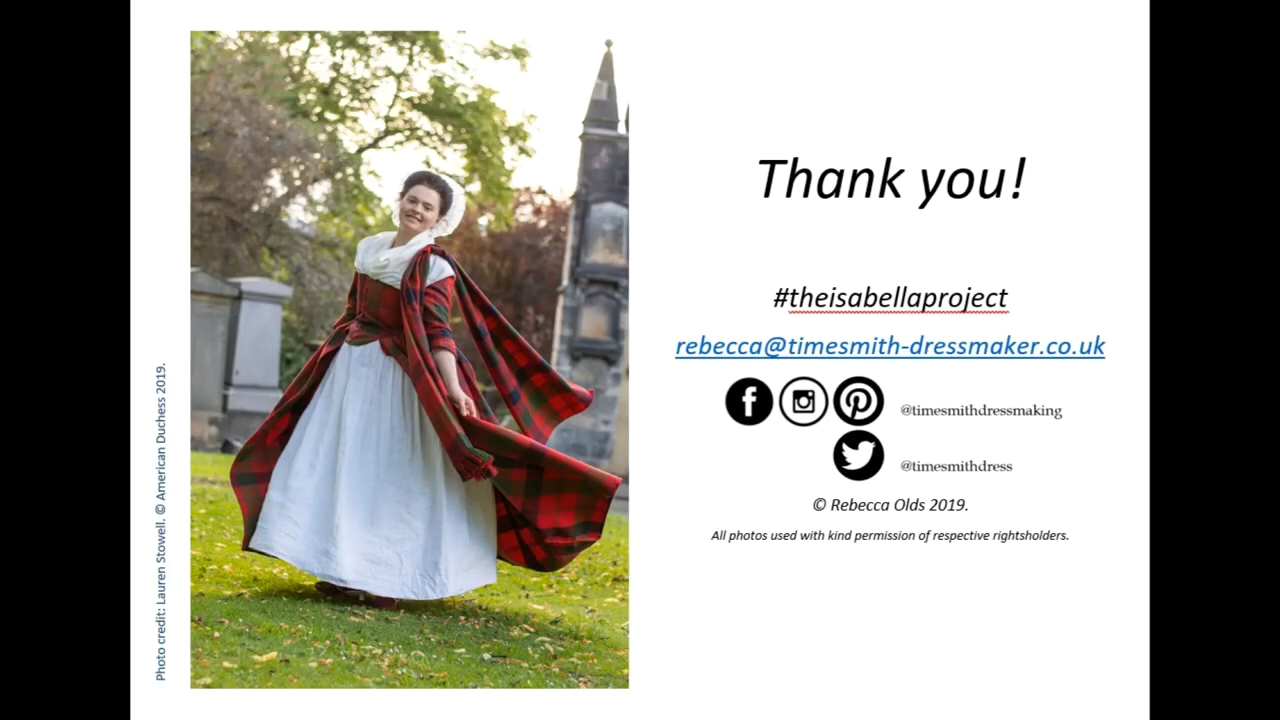 Thank you!
#theisabellaproject
rebecca@timesmith-dressmaker.co.uk
@timesmithdressmaking
@timesmithdress
© Rebecca Olds 2019.
All photos used with kind permission of respective rightsholders.
Photo credit: Lauren Stowell. © American Duchess 2019.